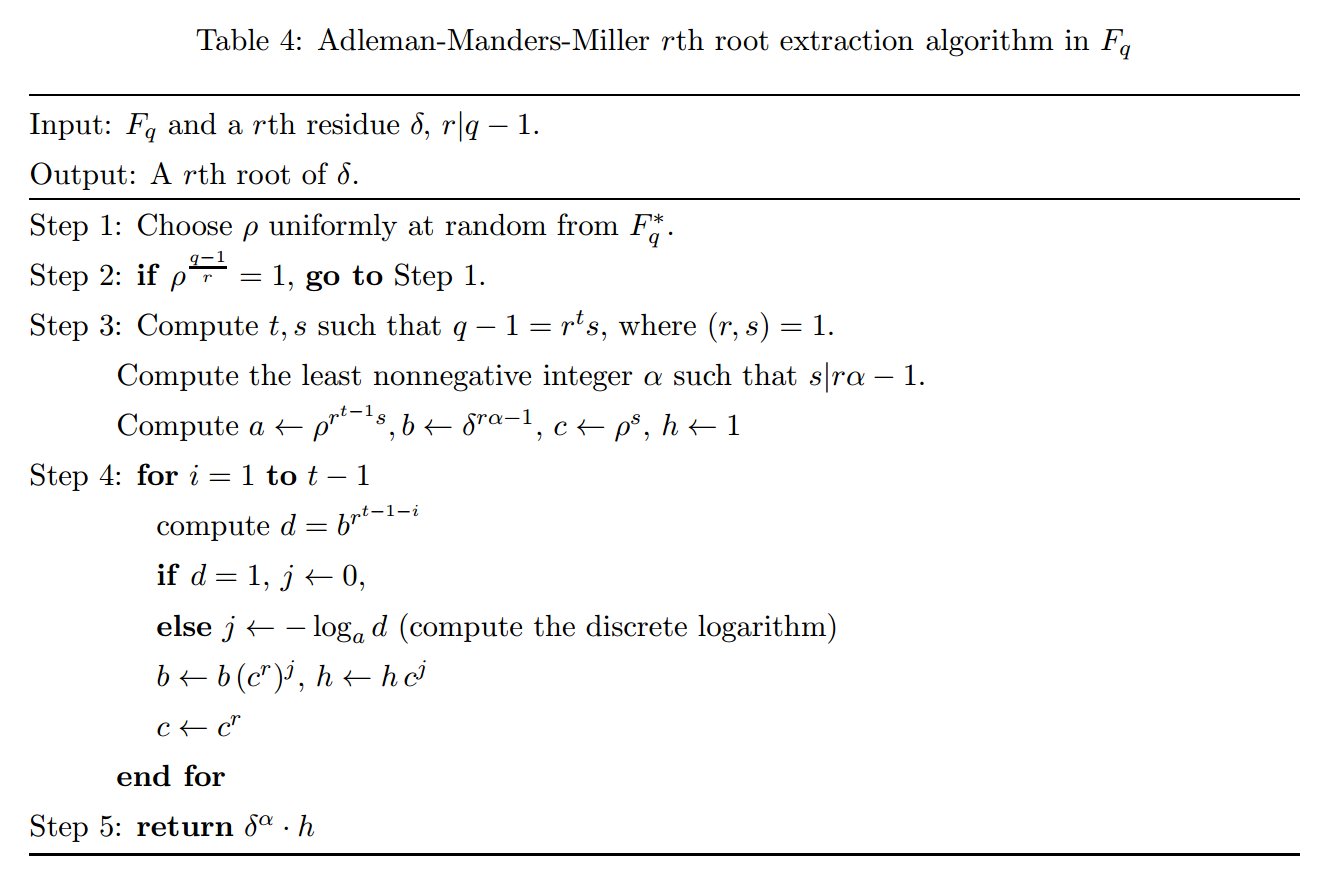 Table 4: Adleman-Manders-Miller $r$th root extraction algorithm in $F_q$
Input: $F_q$ and a $r$th residue $\delta$, $r|q-1$.
Output: A $r$th root of $\delta$.
Step 1: Choose $\rho$ uniformly at random from $F_q^*$.
Step 2: if $\rho^{\frac{q-1}{r}} = 1$, go to Step 1.
Step 3: Compute $t, s$ such that $q-1 = r^t s$, where $(r, s) = 1$.
Compute the least nonnegative integer $\alpha$ such that $s|r\alpha - 1$.
Compute $a \leftarrow \rho^{r^{t-1}s}, b \leftarrow \delta^{r\alpha-1}$, $c \leftarrow \rho^s$, $h \leftarrow 1$
Step 4: for $i = 1$ to $t-1$
compute $d = b^{r^{t-1-i}}$
if $d = 1$, $j \leftarrow 0$,
else $j \leftarrow -\log_a d$ (compute the discrete logarithm)
$b \leftarrow b\,(c^r)^j$, $h \leftarrow h\,c^j$
$c \leftarrow c^r$
end for
Step 5: return $\delta^\alpha \cdot h$